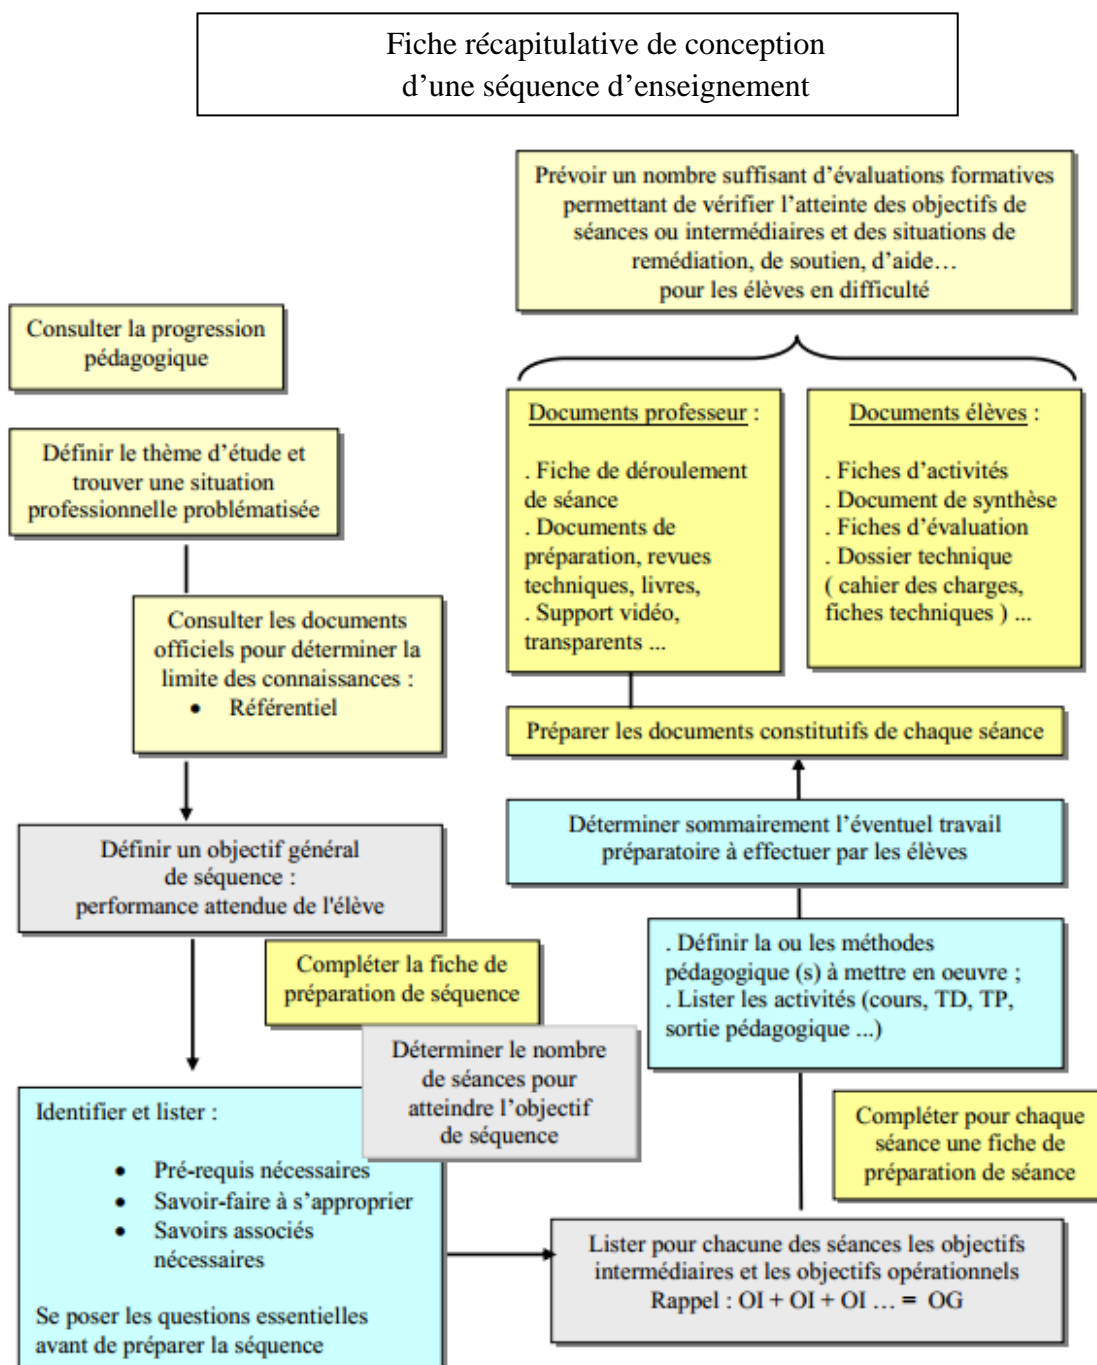 Fiche récapitulative de conception
d'une séquence d'enseignement
Prévoir un nombre suffisant d'évaluations formatives
permettant de vérifier l'atteinte des objectifs de
séances ou intermédiaires et des situations de
remédiation, de soutien, d'aide…
pour les élèves en difficulté
Consulter la progression
pédagogique
Définir le thème d'étude et
trouver une situation
professionnelle problématisée
Consulter les documents
officiels pour déterminer la
limite des connaissances :
• Référentiel
Définir un objectif général
de séquence :
performance attendue de l'élève
Compléter la fiche de
préparation de séquence
Déterminer le nombre
de séances pour
atteindre l'objectif
de séquence
Identifier et lister :
• Pré-requis nécessaires
• Savoir-faire à s'approprier
• Savoirs associés
nécessaires
Se poser les questions essentielles
avant de préparer la séquence
Documents professeur :
. Fiche de déroulement
de séance
. Documents de
préparation, revues
techniques, livres,
. Support vidéo,
transparents ...
Documents élèves :
. Fiches d'activités
. Document de synthèse
. Fiches d'évaluation
. Dossier technique
( cahier des charges,
fiches techniques ) ...
Préparer les documents constitutifs de chaque séance
Déterminer sommairement l'éventuel travail
préparatoire à effectuer par les élèves
. Définir la ou les méthodes
pédagogique (s) à mettre en oeuvre ;
. Lister les activités (cours, TD, TP,
sortie pédagogique ...)
Compléter pour chaque
séance une fiche de
préparation de séance
Lister pour chacune des séances les objectifs
intermédiaires et les objectifs opérationnels
Rappel : OI + OI + OI … = OG